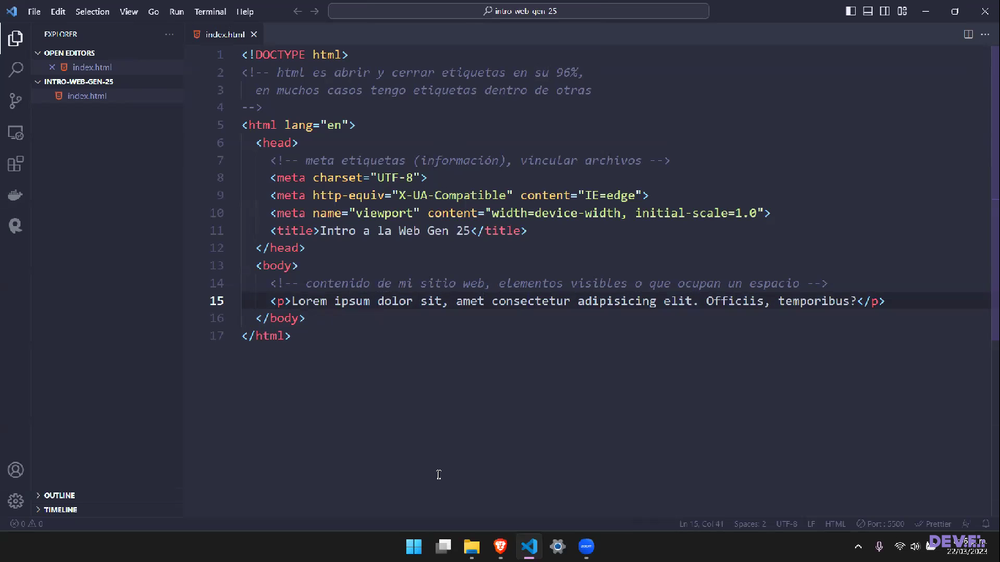 File Edit Selection View Go Run Terminal Help
intro-web-gen-25
EXPLORER
OPEN EDITORS
index.html
INTRO-WEB-GEN-25
index.html
OUTLINE
TIMELINE
index.html
1 <!DOCTYPE html>
2 <!-- html es abrir y cerrar etiquetas en su 96%,
3 en muchos casos tengo etiquetas dentro de otras
4 -->
5 <html lang="en">
6 <head>
7 <!-- meta etiquetas (información), vincular archivos -->
8 <meta charset="UTF-8">
9 <meta http-equiv="X-UA-Compatible" content="IE=edge">
10 <meta name="viewport" content="width=device-width, initial-scale=1.0">
11 <title>Intro a la Web Gen 25</title>
12 </head>
13 <body>
14 <!-- contenido de mi sitio web, elementos visibles o que ocupan un espacio -->
15 <p>Lorem ipsum dolor sit, amet consectetur adipisicing elit. Officiis, temporibus?</p>
16 </body>
17 </html>
0 0
Ln 15, Col 41 Spaces: 2 UTF-8 LF HTML Port : 5500 Prettier
zoom
DEV.F.:
22/03/2023